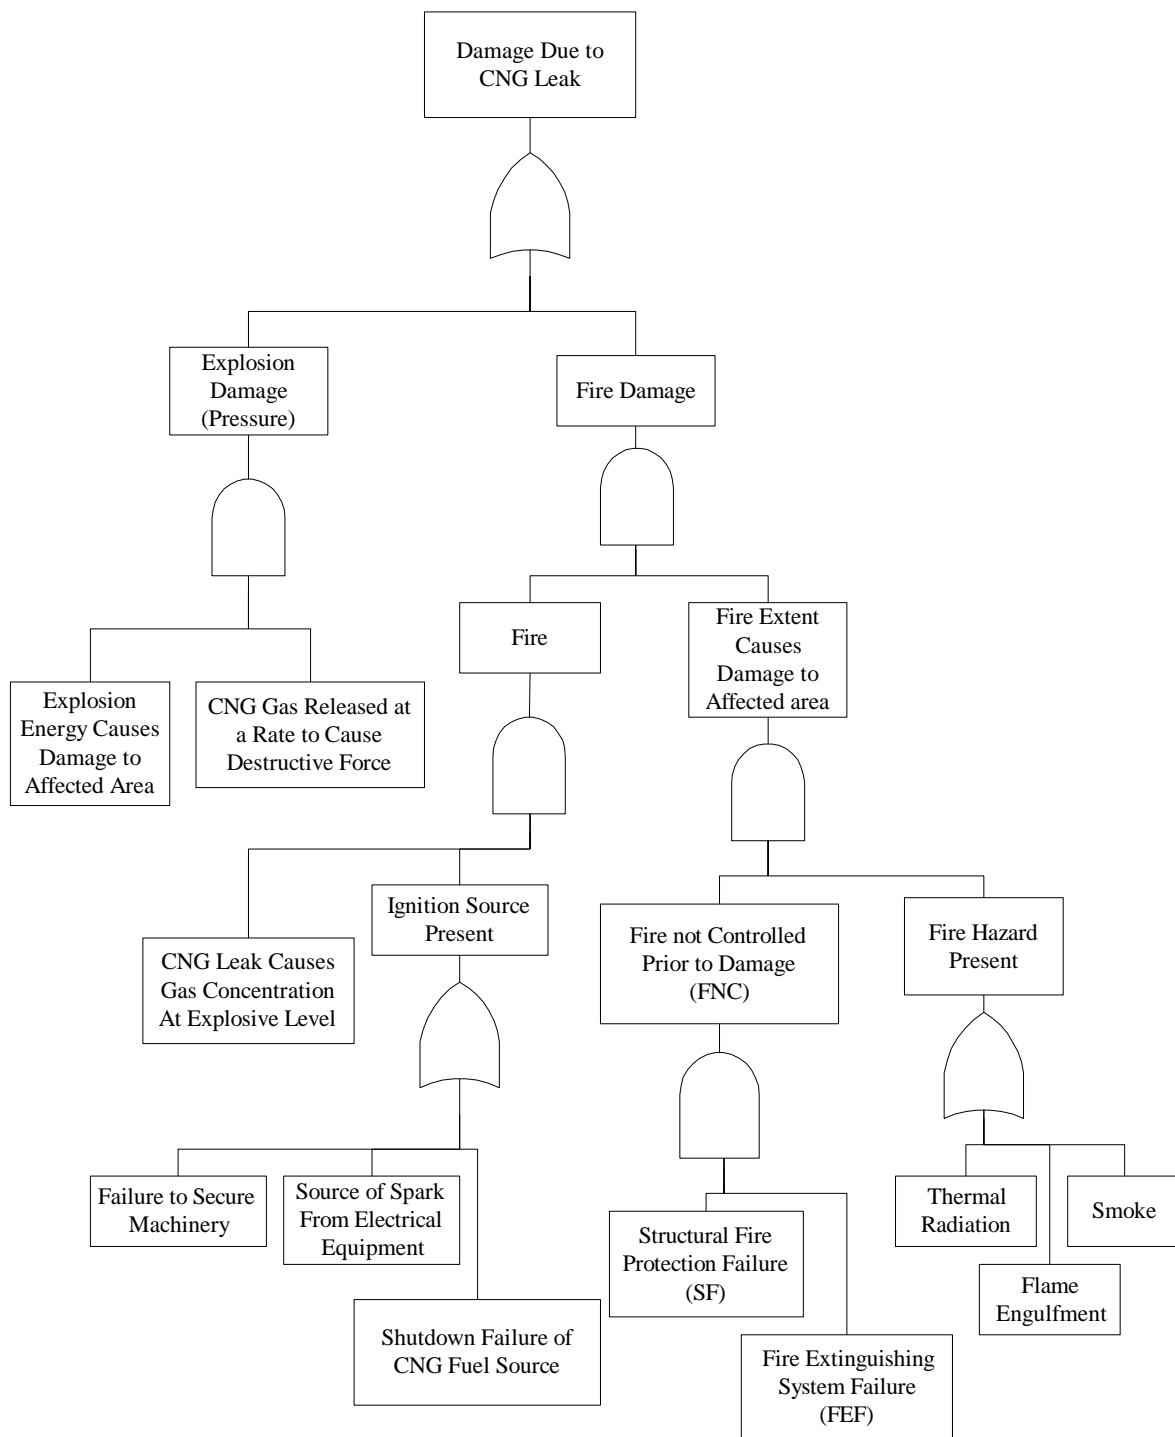 Damage Due to
CNG Leak
Explosion
Damage
(Pressure)
Fire Damage
Fire
Fire Extent
Causes
Damage to
Affected area
Explosion
Energy Causes
Damage to
Affected Area
CNG Gas Released at
a Rate to Cause
Destructive Force
Ignition Source
Present
Fire not Controlled
Prior to Damage
(FNC)
Fire Hazard
Present
CNG Leak Causes
Gas Concentration
At Explosive Level
Failure to Secure
Machinery
Source of Spark
From Electrical
Equipment
Structural Fire
Protection Failure
(SF)
Thermal
Radiation
Smoke
Flame
Engulfment
Shutdown Failure of
CNG Fuel Source
Fire Extinguishing
System Failure
(FEF)